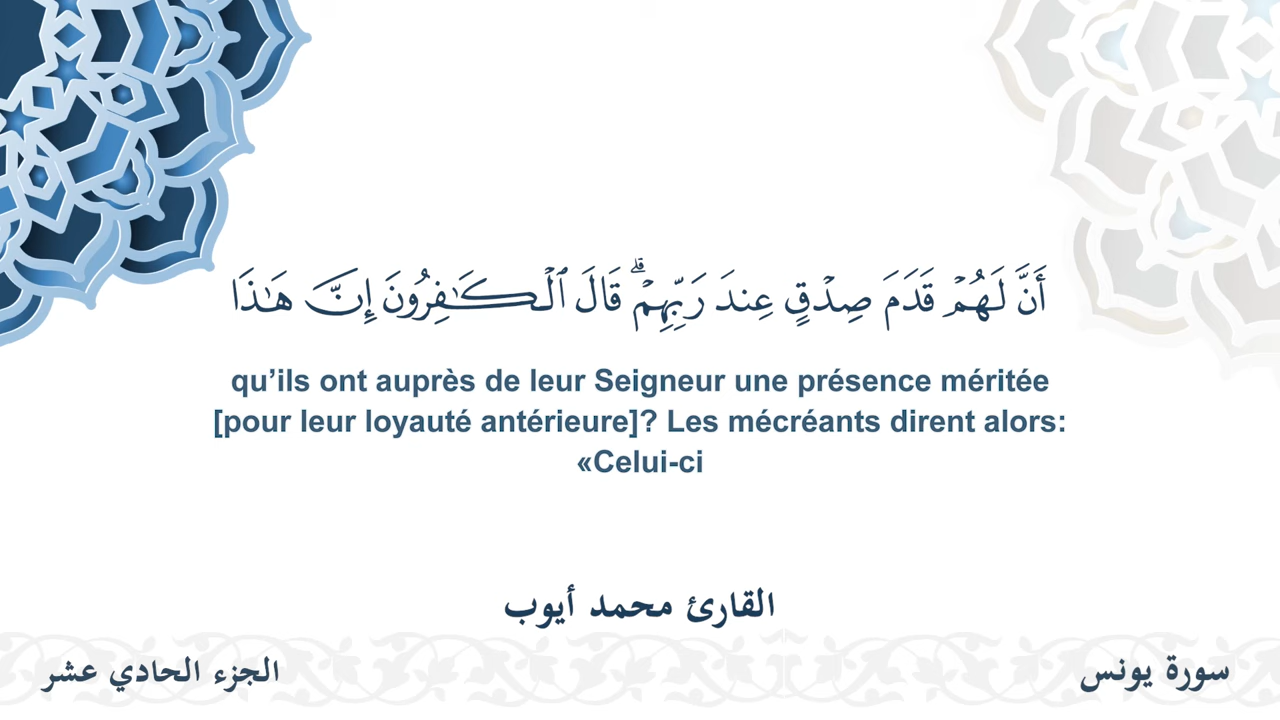 أَنَّ لَهُمۡ قَدَمَ صِدۡقٍ عِندَ رَبِّهِمۡۗ قَالَ ٱلۡكَٰفِرُونَ إِنَّ هَٰذَا
qu’ils ont auprès de leur Seigneur une présence méritée
[pour leur loyauté antérieure]? Les mécréants dirent alors:
«Celui-ci
القارئ محمد أيوب
سورة يونس
الجزء الحادي عشر